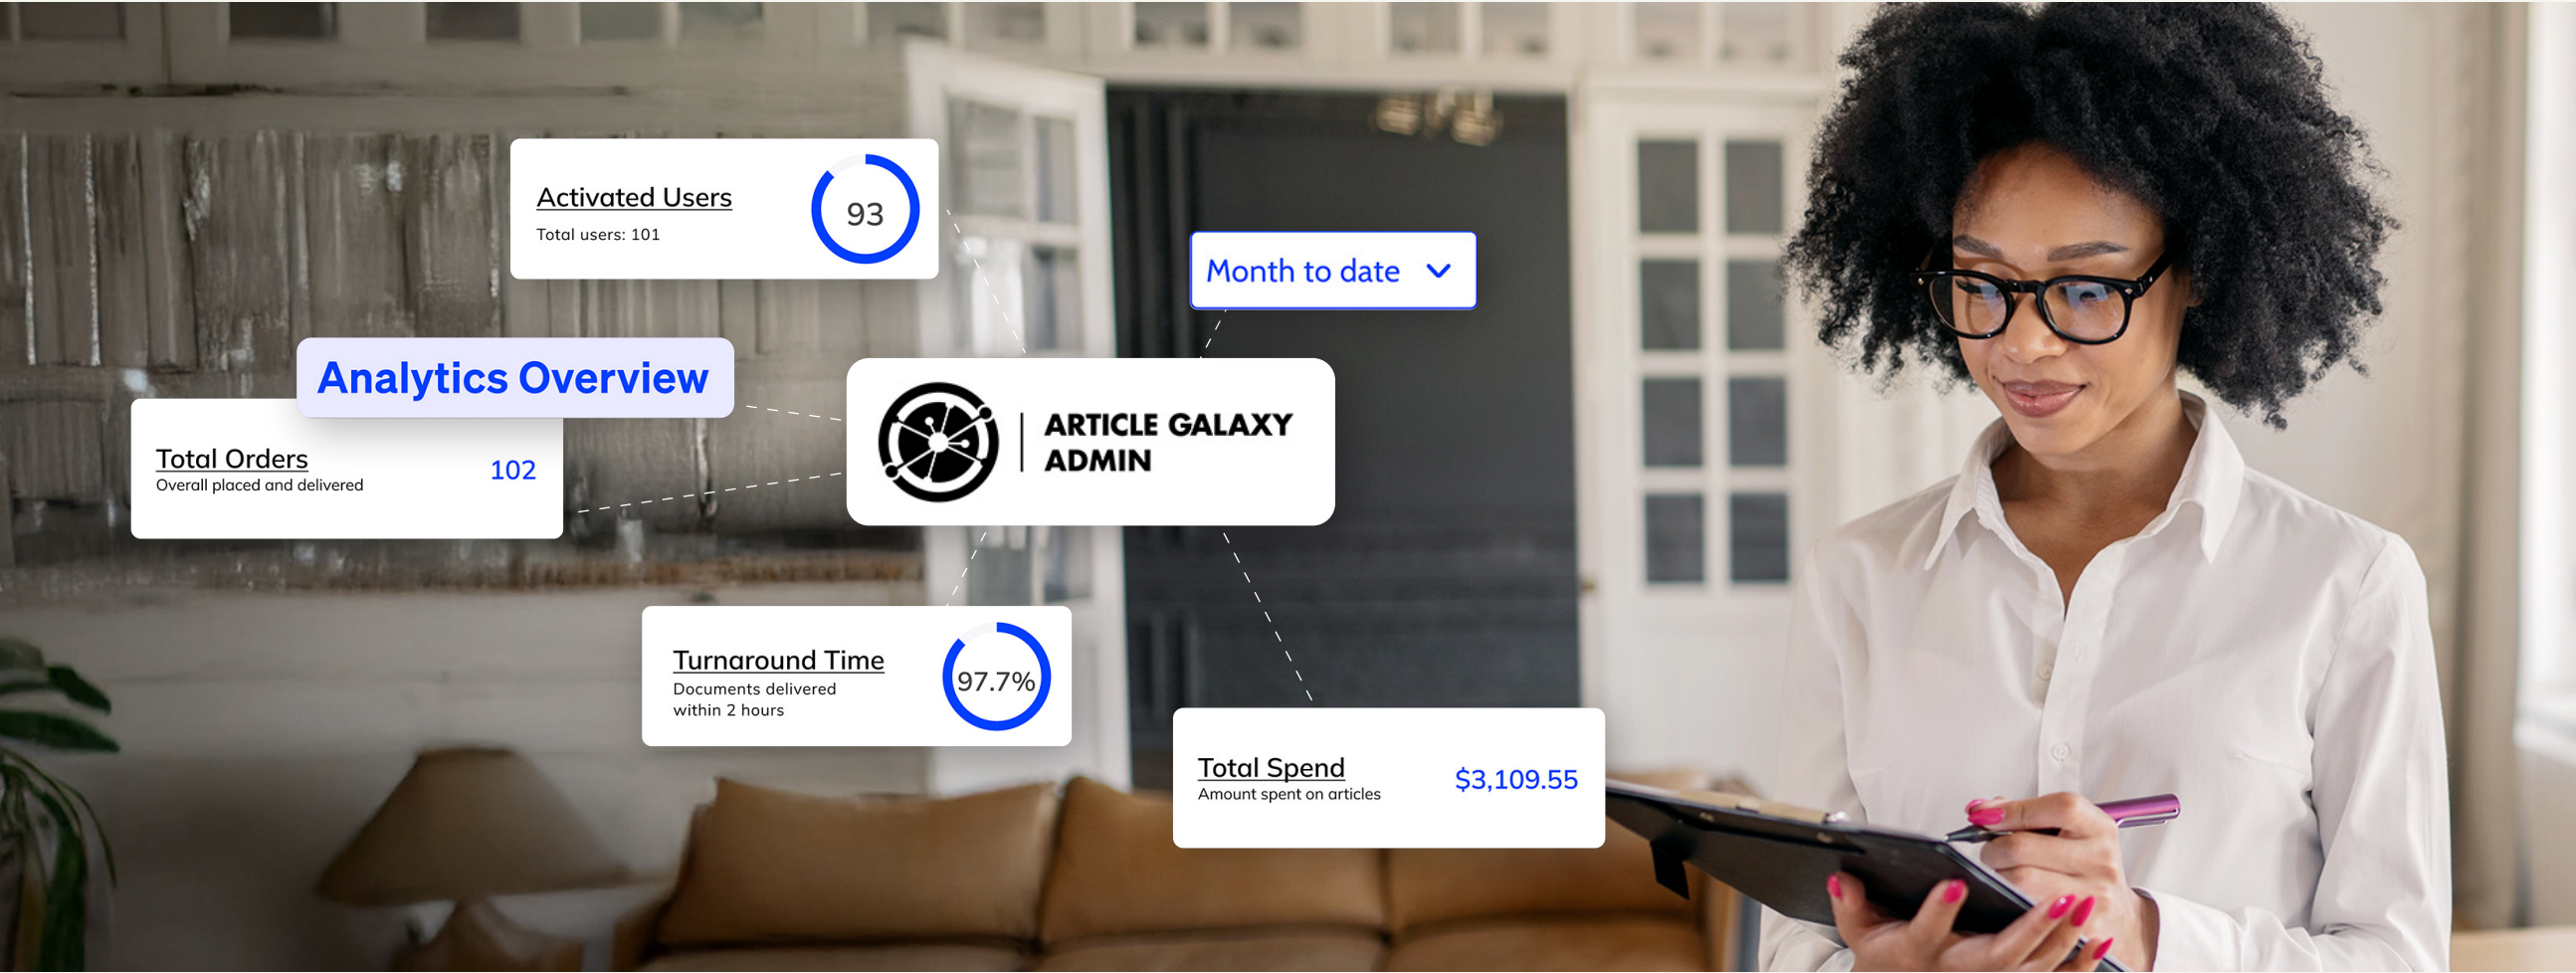 Activated Users
Total users: 101
93
Month to date
Analytics Overview
Total Orders
Overall placed and delivered
102
ARTICLE GALAXY
ADMIN
Turnaround Time
Documents delivered
within 2 hours
97.7%
Total Spend
Amount spent on articles
$3,109.55